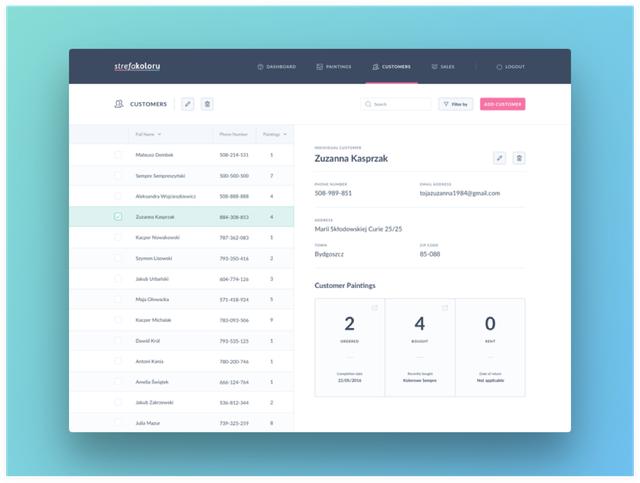 strefakoloru
DASHBOARD PAINTINGS CUSTOMERS SALES LOGOUT
CUSTOMERS Search Filter by ADD CUSTOMER
Full Name Phone Number Paintings
Mateusz Dembek 508-214-531 1
Sempre Sempreszyński 500-500-500 7
Aleksandra Wojcieszkiewicz 508-888-888 4
Zuzanna Kasprzak 884-308-853 4
Kacper Nowakowski 787-362-083 1
Szymon Lisowski 793-350-416 2
Jakub Urbański 604-774-126 3
Maja Głowacka 571-418-924 5
Kacper Michalak 783-093-506 9
Dawid Król 793-535-125 1
Antoni Kania 780-200-746 1
Amelia Świątek 666-124-764 1
Jakub Zakrzewski 536-812-344 2
Julia Mazur 739-325-259 8
INDIVIDUAL CUSTOMER
Zuzanna Kasprzak
PHONE NUMBER EMAIL ADDRESS
508-989-851 tojazuzanna1984@gmail.com
ADDRESS
Marii Skłodowskiej Curie 25/25
TOWN ZIP CODE
Bydgoszcz 85-088
Customer Paintings
2 4 0
ORDERED BOUGHT RENT
Completion date Recently bought Date of return
22/05/2016 Kolorowe Sempre Not applicable